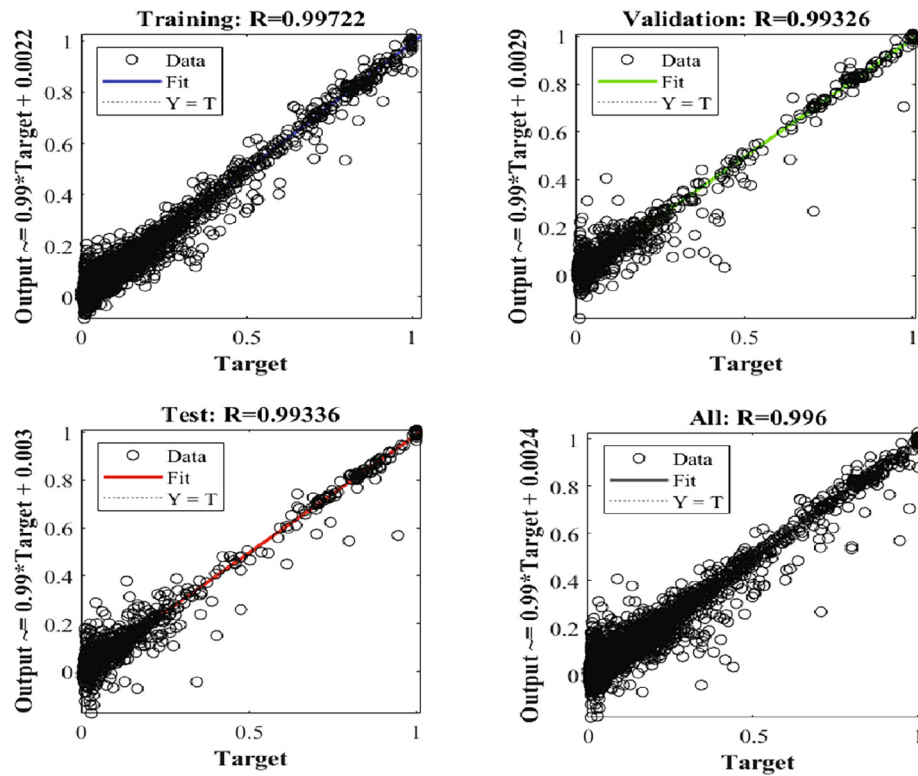 Training: R=0.99722
Output ~= 0.99*Target + 0.0022
1
0.8
0.6
0.4
0.2
0
Data
Fit
Y = T
0
0.5
1
Target
Validation: R=0.99326
Output ~= 0.99*Target + 0.0029
1
0.8
0.6
0.4
0.2
0
Data
Fit
Y = T
0
0.5
1
Target
Test: R=0.99336
Output ~= 0.99*Target + 0.003
1
0.8
0.6
0.4
0.2
0
Data
Fit
Y = T
0
0.5
1
Target
All: R=0.996
Output ~= 0.99*Target + 0.0024
1
0.8
0.6
0.4
0.2
0
Data
Fit
Y = T
0
0.5
1
Target